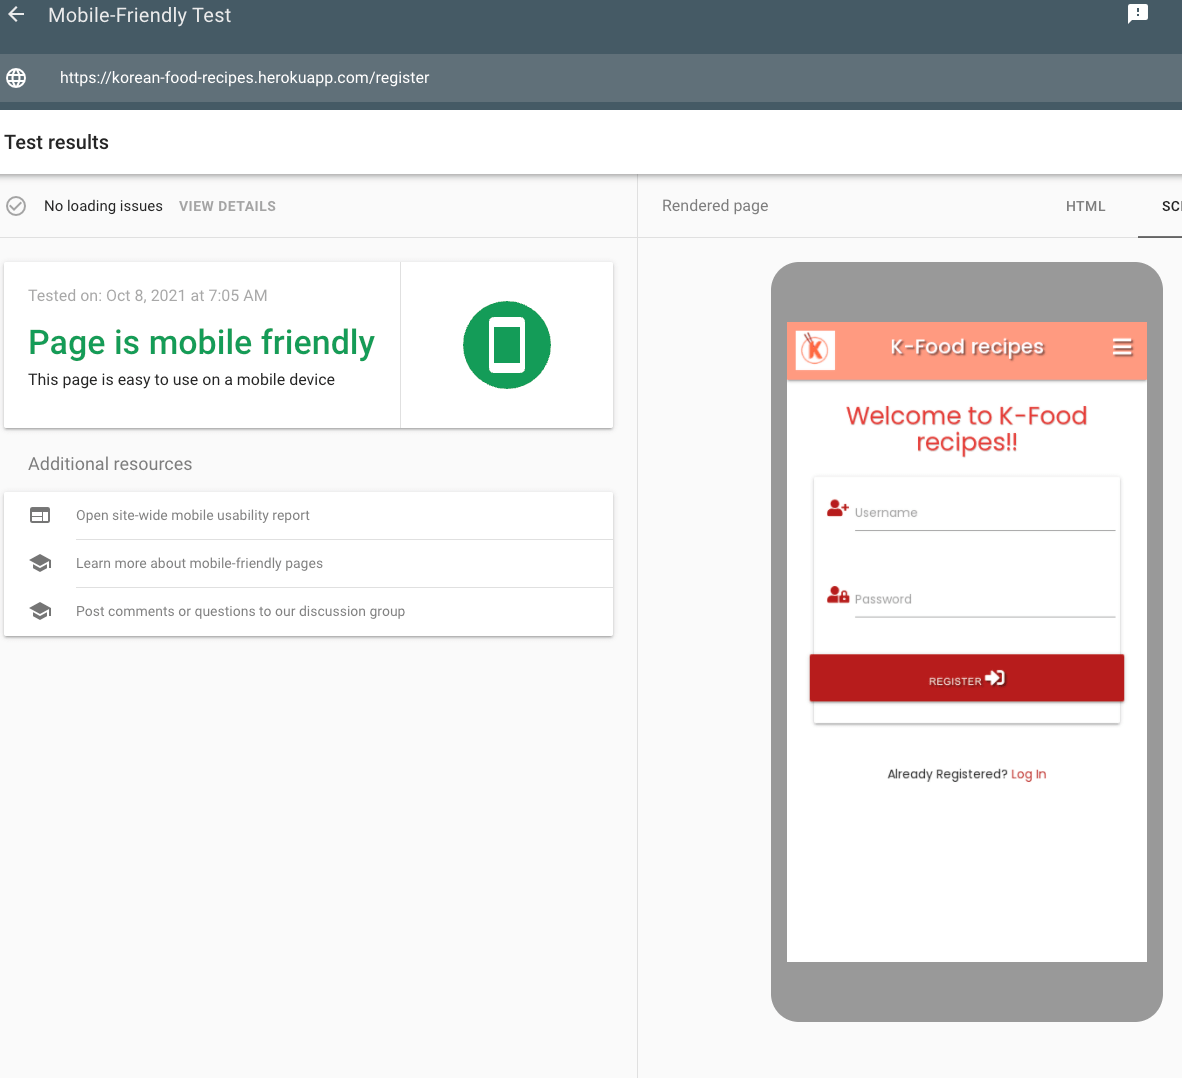 Mobile-Friendly Test
https://korean-food-recipes.herokuapp.com/register
Test results
No loading issues VIEW DETAILS
Rendered page HTML SC
Tested on: Oct 8, 2021 at 7:05 AM
Page is mobile friendly
This page is easy to use on a mobile device
Additional resources
Open site-wide mobile usability report
Learn more about mobile-friendly pages
Post comments or questions to our discussion group
K
K-Food recipes
Welcome to K-Food
recipes!!
Username
Password
REGISTER
Already Registered? Log In